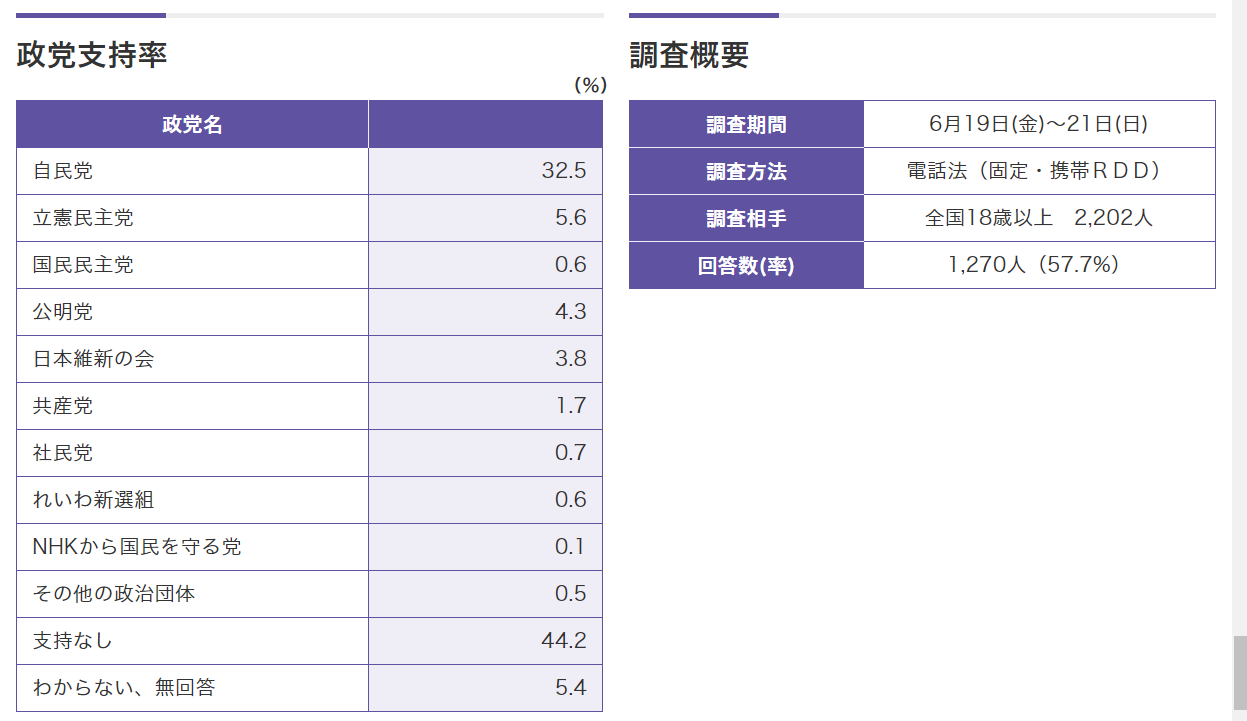 政党支持率
(%)
政党名
自民党 32.5
立憲民主党 5.6
国民民主党 0.6
公明党 4.3
日本維新の会 3.8
共産党 1.7
社民党 0.7
れいわ新選組 0.6
NHKから国民を守る党 0.1
その他の政治団体 0.5
支持なし 44.2
わからない、無回答 5.4
調査概要
調査期間 6月19日(金)～21日(日)
調査方法 電話法（固定・携帯ＲＤＤ）
調査相手 全国18歳以上　2,202人
回答数(率) 1,270人（57.7%）